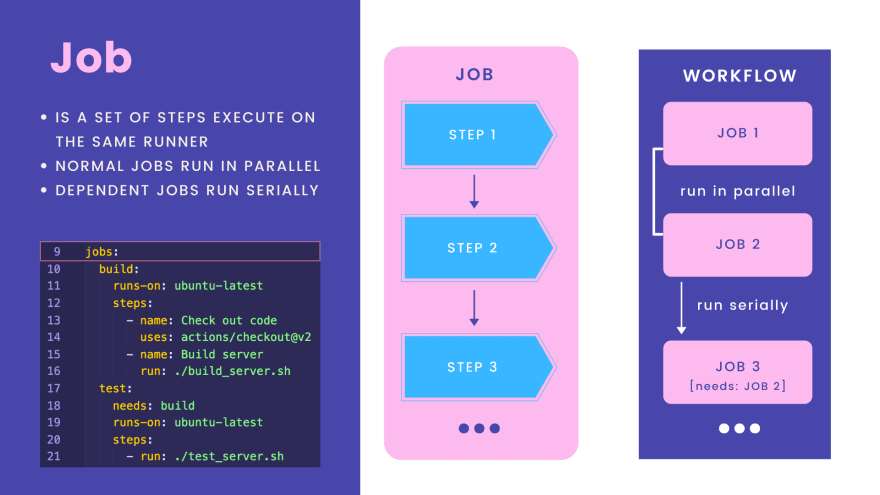 Job
• IS A SET OF STEPS EXECUTE ON
THE SAME RUNNER
• NORMAL JOBS RUN IN PARALLEL
• DEPENDENT JOBS RUN SERIALLY
9 jobs:
10 build:
11 runs-on: ubuntu-latest
12 steps:
13 - name: Check out code
14 uses: actions/checkout@v2
15 - name: Build server
16 run: ./build_server.sh
17 test:
18 needs: build
19 runs-on: ubuntu-latest
20 steps:
21 - run: ./test_server.sh
JOB
STEP 1
STEP 2
STEP 3
WORKFLOW
JOB 1
run in parallel
JOB 2
run serially
JOB 3
[needs: JOB 2]